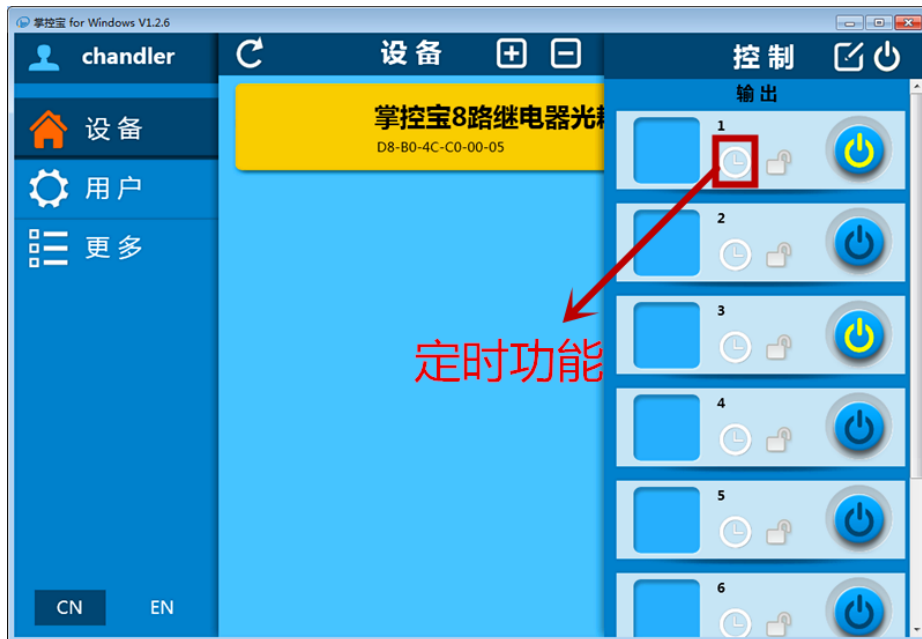 掌控宝 for Windows V1.2.6
chandler
设备
用户
更多
CN EN
设备
掌控宝8路继电器光
D8-B0-4C-C0-00-05
定时功能
控制
输出
1
2
3
4
5
6